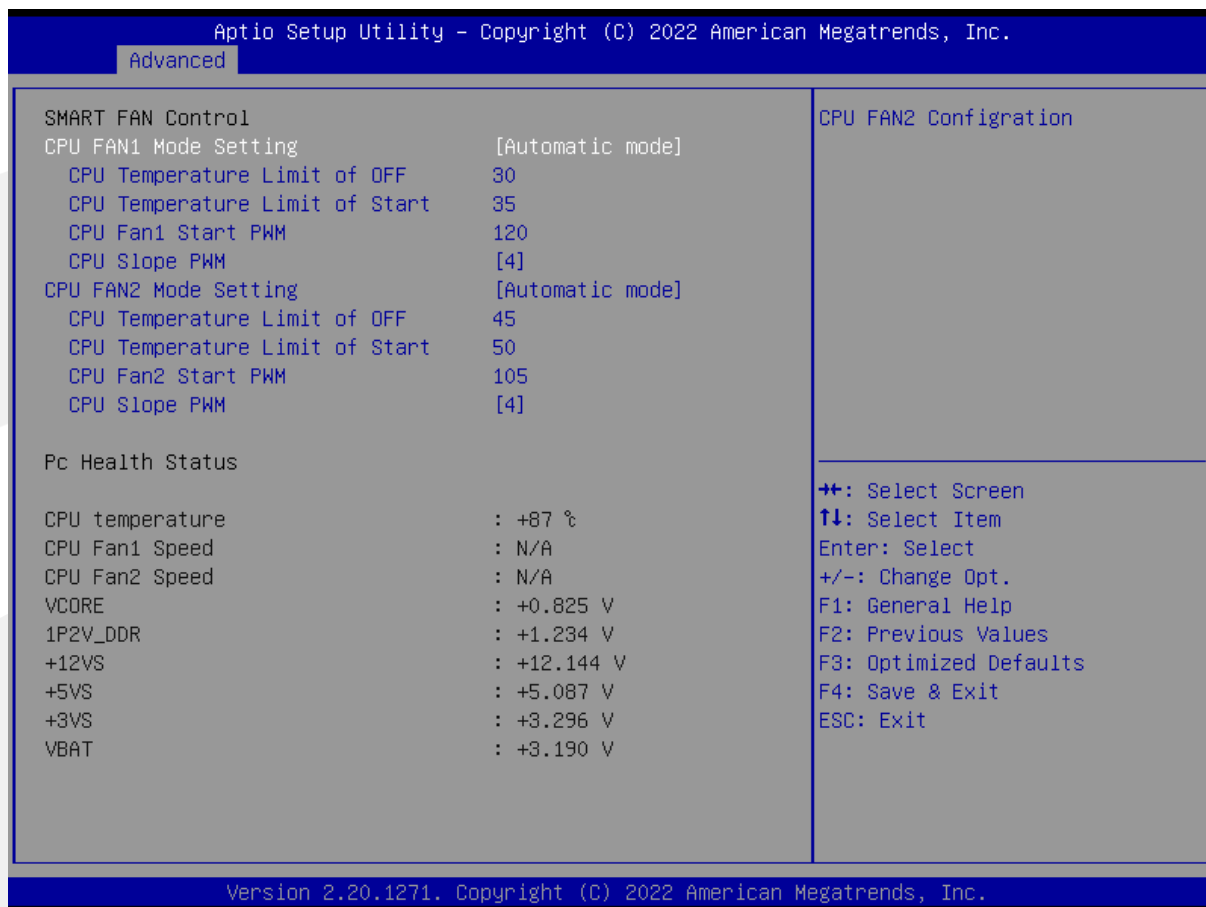 Aptio Setup Utility – Copyright (C) 2022 American Megatrends, Inc.
Advanced
SMART FAN Control
CPU FAN1 Mode Setting [Automatic mode]
CPU Temperature Limit of OFF 30
CPU Temperature Limit of Start 35
CPU Fan1 Start PWM 120
CPU Slope PWM [4]
CPU FAN2 Mode Setting [Automatic mode]
CPU Temperature Limit of OFF 45
CPU Temperature Limit of Start 50
CPU Fan2 Start PWM 105
CPU Slope PWM [4]
Pc Health Status
CPU temperature : +87 ℃
CPU Fan1 Speed : N/A
CPU Fan2 Speed : N/A
VCORE : +0.825 V
1P2V_DDR : +1.234 V
+12VS : +12.144 V
+5VS : +5.087 V
+3VS : +3.296 V
VBAT : +3.190 V
CPU FAN2 Configration
→←: Select Screen
↑↓: Select Item
Enter: Select
+/-: Change Opt.
F1: General Help
F2: Previous Values
F3: Optimized Defaults
F4: Save & Exit
ESC: Exit
Version 2.20.1271. Copyright (C) 2022 American Megatrends, Inc.